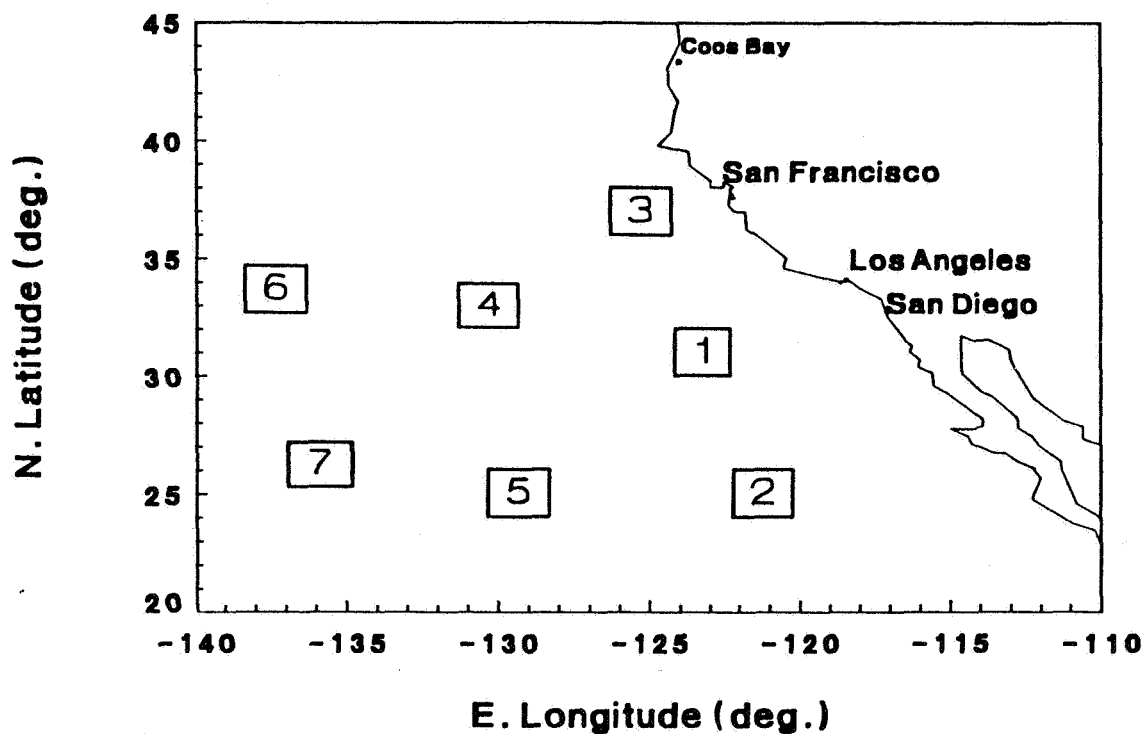 45
Coos Bay
40
San Francisco
3
35
Los Angeles
6
4
San Diego
1
30
7
5
2
25
20
-140 -135 -130 -125 -120 -115 -110
N. Latitude (deg.)
E. Longitude (deg.)